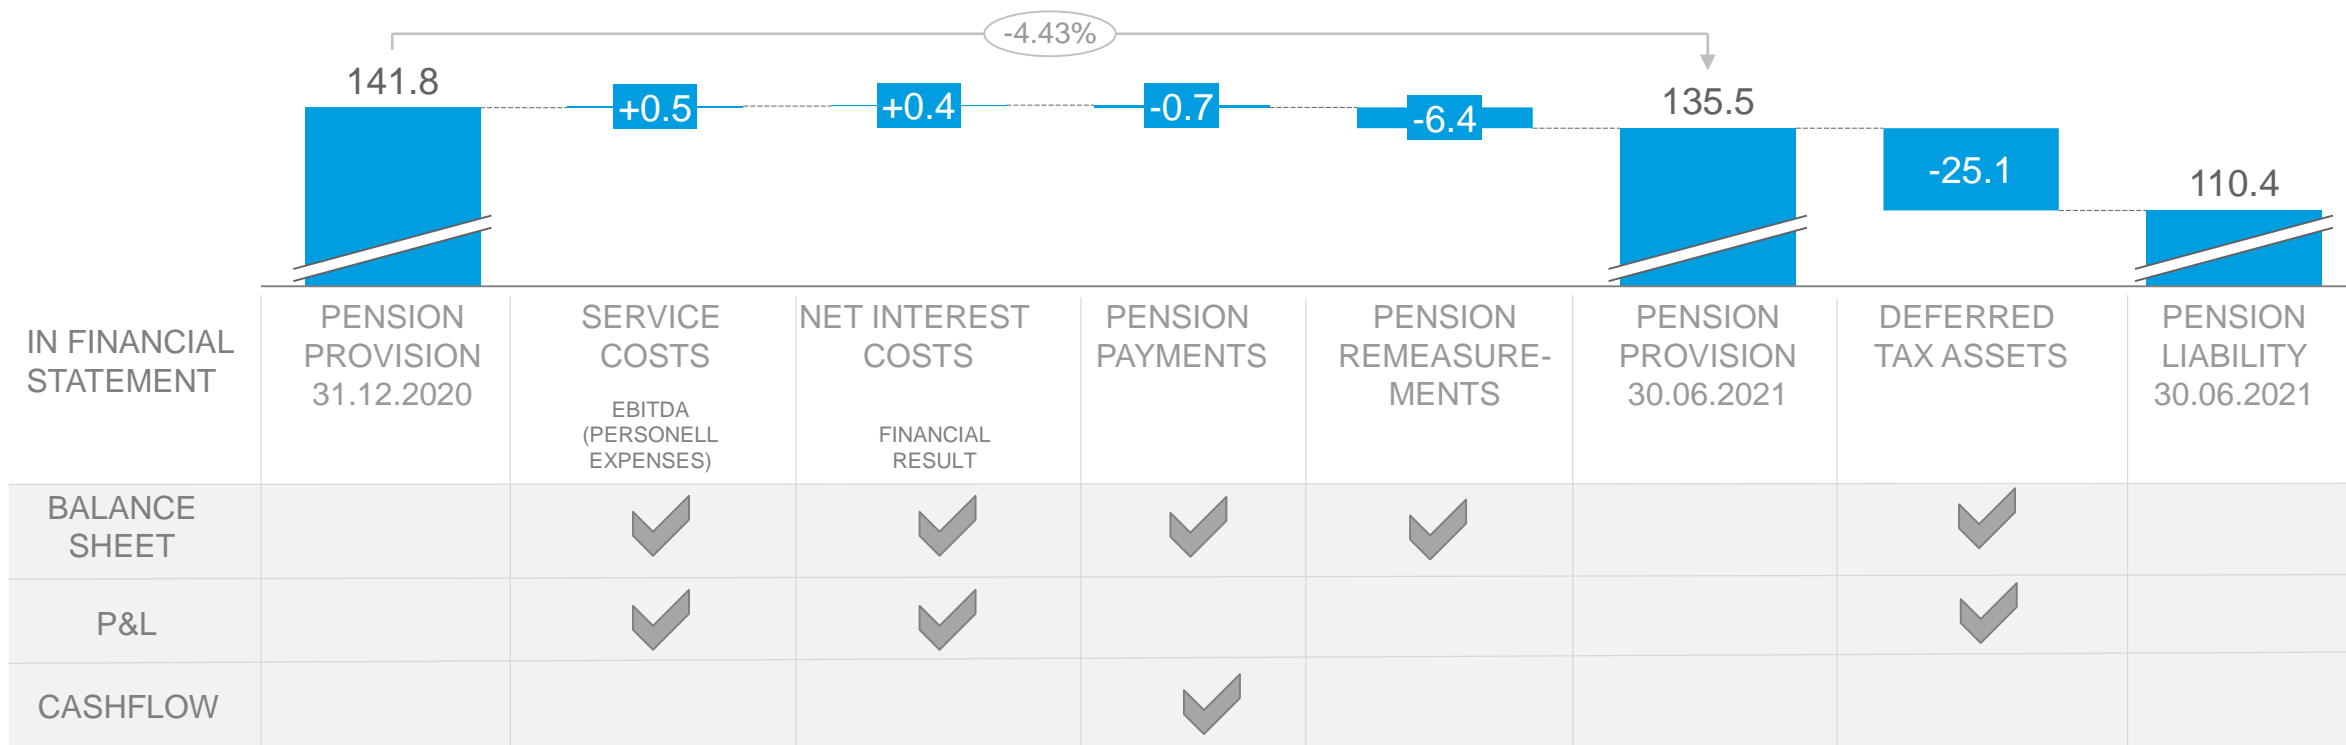 -4.43%
141.8
+0.5
+0.4
-0.7
-6.4
135.5
-25.1
110.4
IN FINANCIAL
STATEMENT
PENSION
PROVISION
31.12.2020
SERVICE
COSTS
EBITDA
(PERSONELL
EXPENSES)
NET INTEREST
COSTS
FINANCIAL
RESULT
PENSION
PAYMENTS
PENSION
REMEASURE-
MENTS
PENSION
PROVISION
30.06.2021
DEFERRED
TAX ASSETS
PENSION
LIABILITY
30.06.2021
BALANCE
SHEET
P&L
CASHFLOW